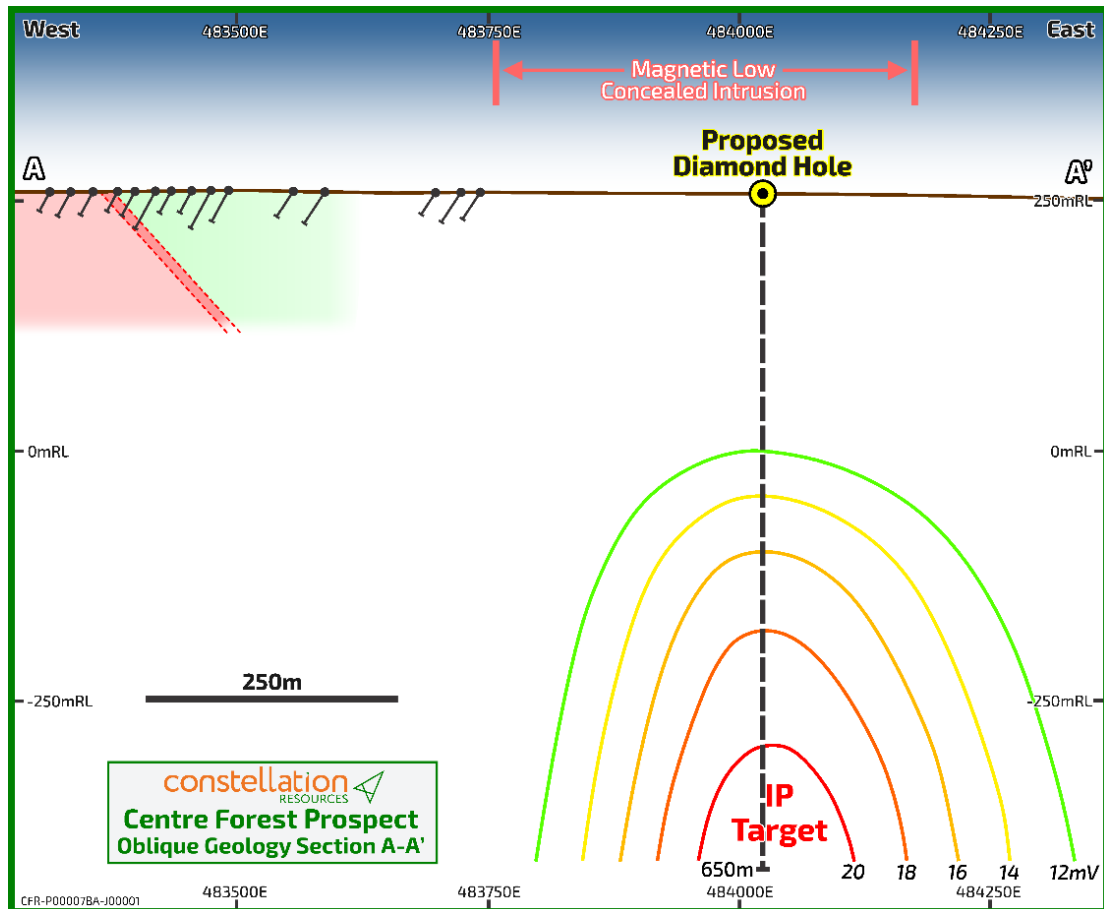 West 483500E 483750E 484000E 484250E East
Magnetic Low
Concealed Intrusion
Proposed
Diamond Hole
A A'
250mRL
0mRL 0mRL
250m
-250mRL -250mRL
constellation
RESOURCES
Centre Forest Prospect
Oblique Geology Section A-A'
IP
Target
650m 20 18 16 14 12mV
483500E 483750E 484000E 484250E
CFR-P00007BA-J00001